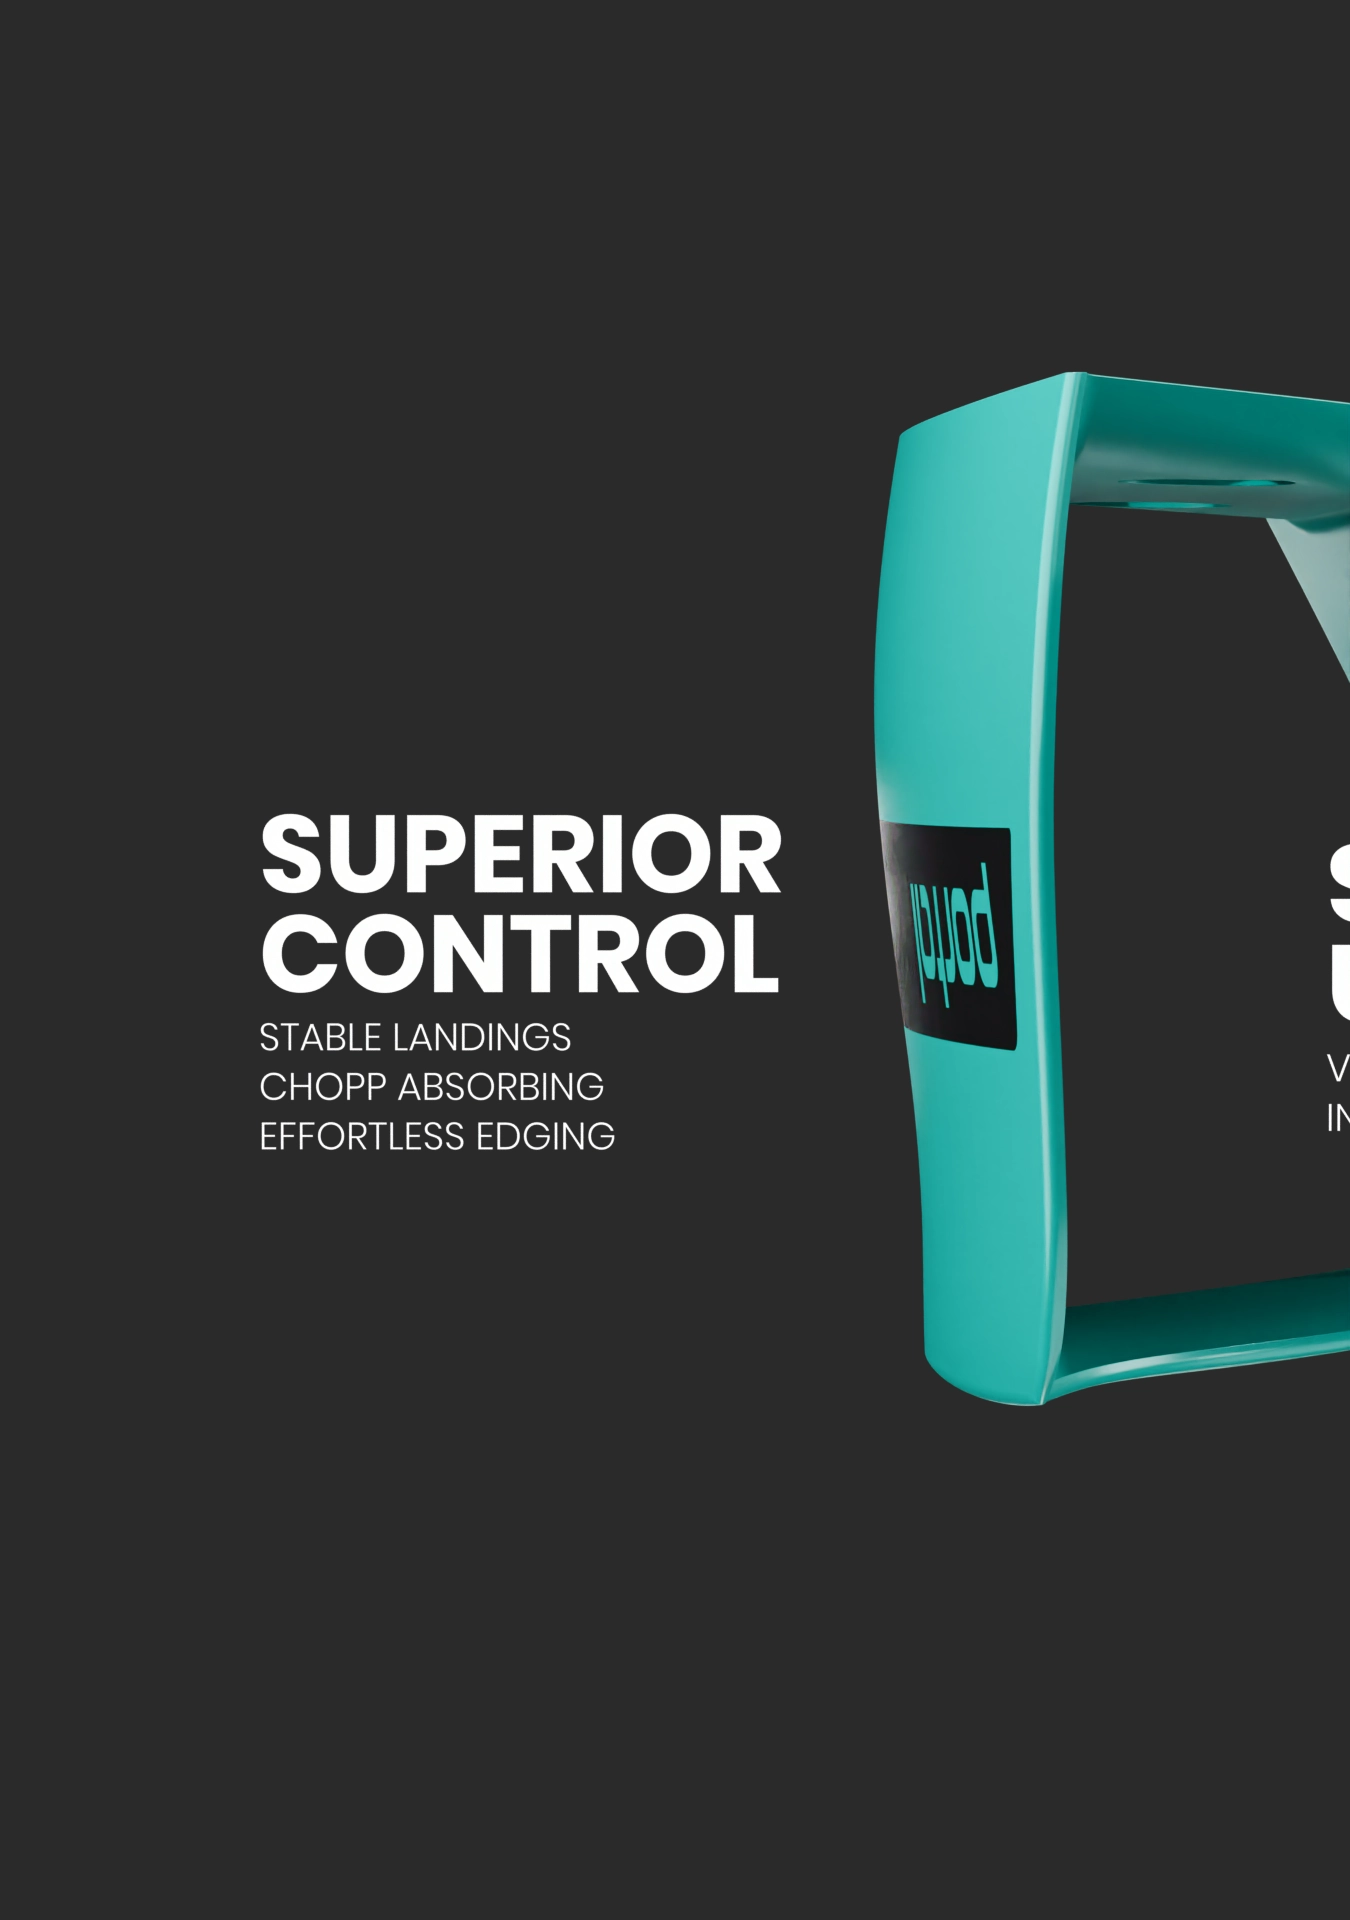 SUPERIOR
CONTROL
STABLE LANDINGS
CHOPP ABSORBING
EFFORTLESS EDGING
portal